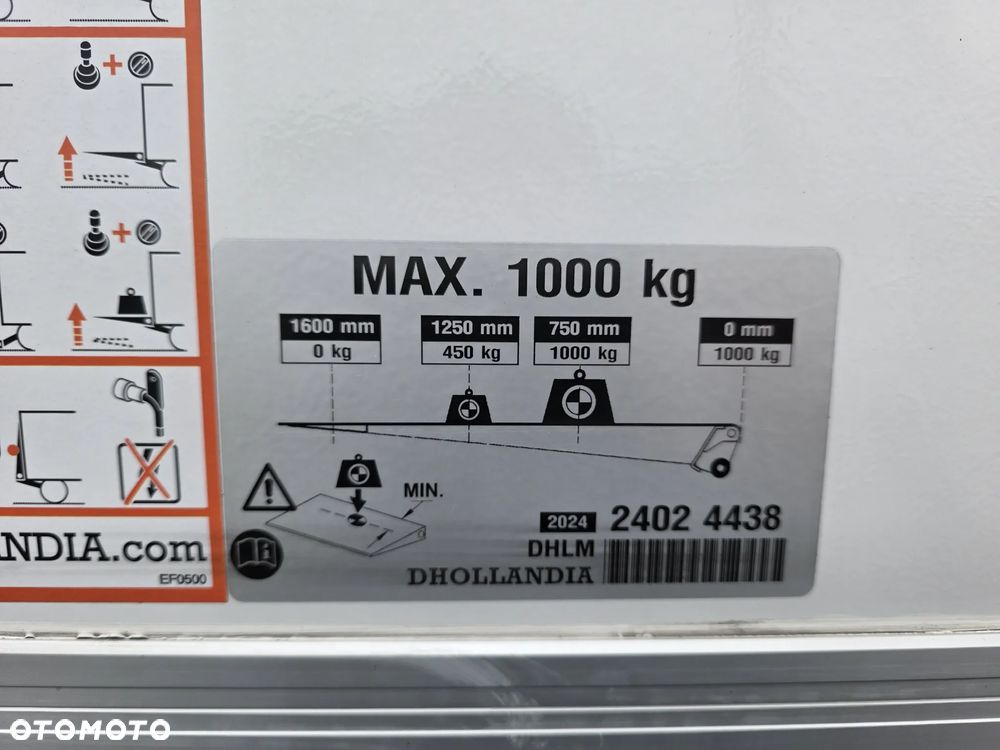 MAX. 1000 kg
1600 mm
0 kg
1250 mm
450 kg
750 mm
1000 kg
0 mm
1000 kg
MIN.
2024 2402 4438
DHLM
DHOLLANDIA
NDIA.com
EF0500
OTOMOTO